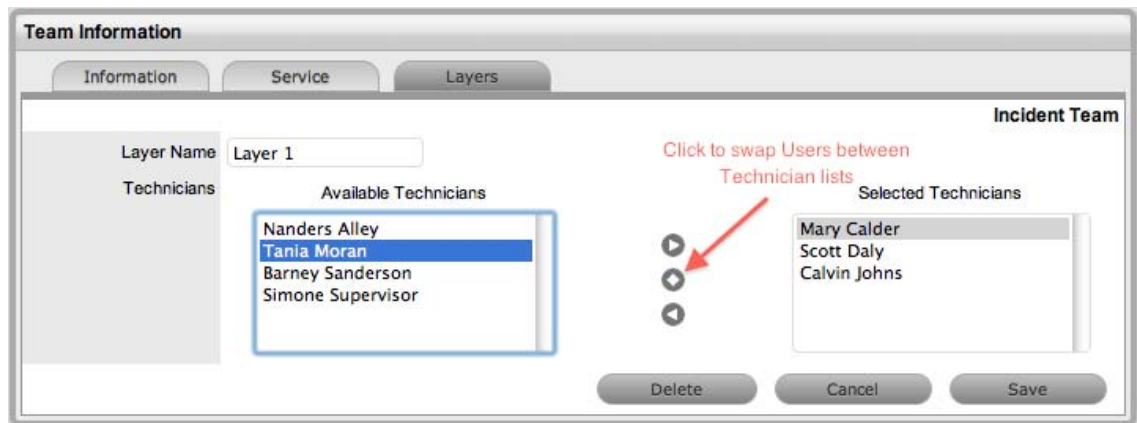 Team Information
Information
Service
Layers
Incident Team
Layer Name
Layer 1
Click to swap Users between
Technician lists
Technicians
Available Technicians
Selected Technicians
Nanders Alley
Tania Moran
Barney Sanderson
Simone Supervisor
Mary Calder
Scott Daly
Calvin Johns
Delete
Cancel
Save